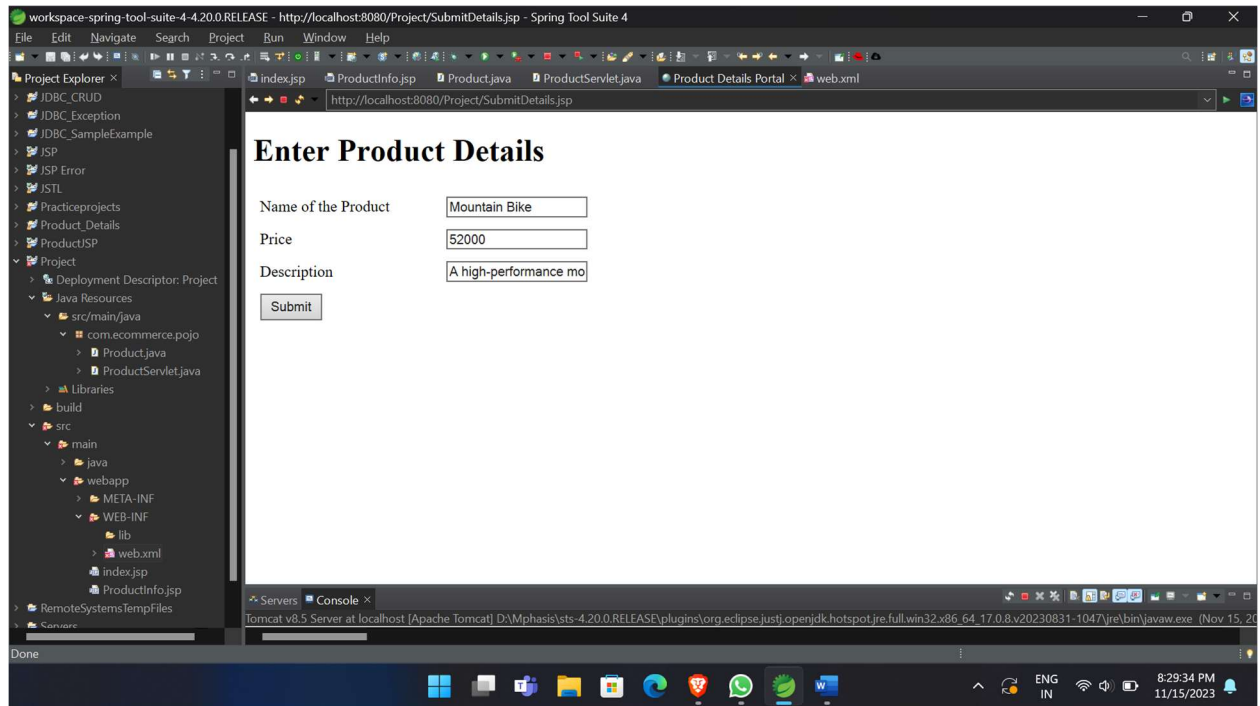 workspace-spring-tool-suite-4-4.20.0.RELEASE - http://localhost:8080/Project/SubmitDetails.jsp - Spring Tool Suite 4
File Edit Navigate Search Project Run Window Help
Project Explorer
index.jsp ProductInfo.jsp Product.java ProductServlet.java Product Details Portal web.xml
http://localhost:8080/Project/SubmitDetails.jsp
JDBC_CRUD
JDBC_Exception
JDBC_SampleExample
JSP
JSP Error
JSTL
Practiceprojects
Product_Details
ProductJSP
Project
Deployment Descriptor: Project
Java Resources
src/main/java
com.ecommerce.pojo
Product.java
ProductServlet.java
Libraries
build
src
main
java
webapp
META-INF
WEB-INF
lib
web.xml
index.jsp
ProductInfo.jsp
RemoteSystemsTempFiles
Servers
Enter Product Details
Name of the Product Mountain Bike
Price 52000
Description A high-performance mo
Submit
Servers Console
Tomcat v8.5 Server at localhost [Apache Tomcat] D:\Mphasis\sts-4.20.0.RELEASE\plugins\org.eclipse.justj.openjdk.hotspot.jre.full.win32.x86_64_17.0.8.v20230831-1047\jre\bin\javaw.exe (Nov 15, 20
Done
ENG
IN
8:29:34 PM
11/15/2023